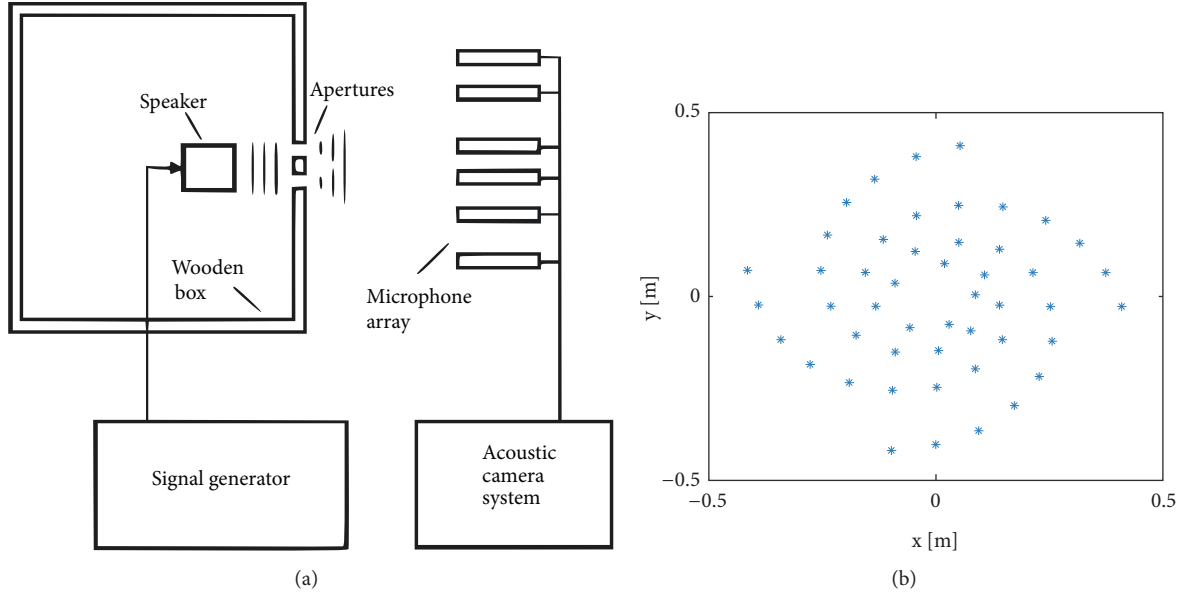 Speaker
Apertures
Wooden
box
Microphone
array
Signal generator
Acoustic
camera
system
(a)
0.5
0
−0.5
−0.5
0
0.5
y [m]
x [m]
(b)